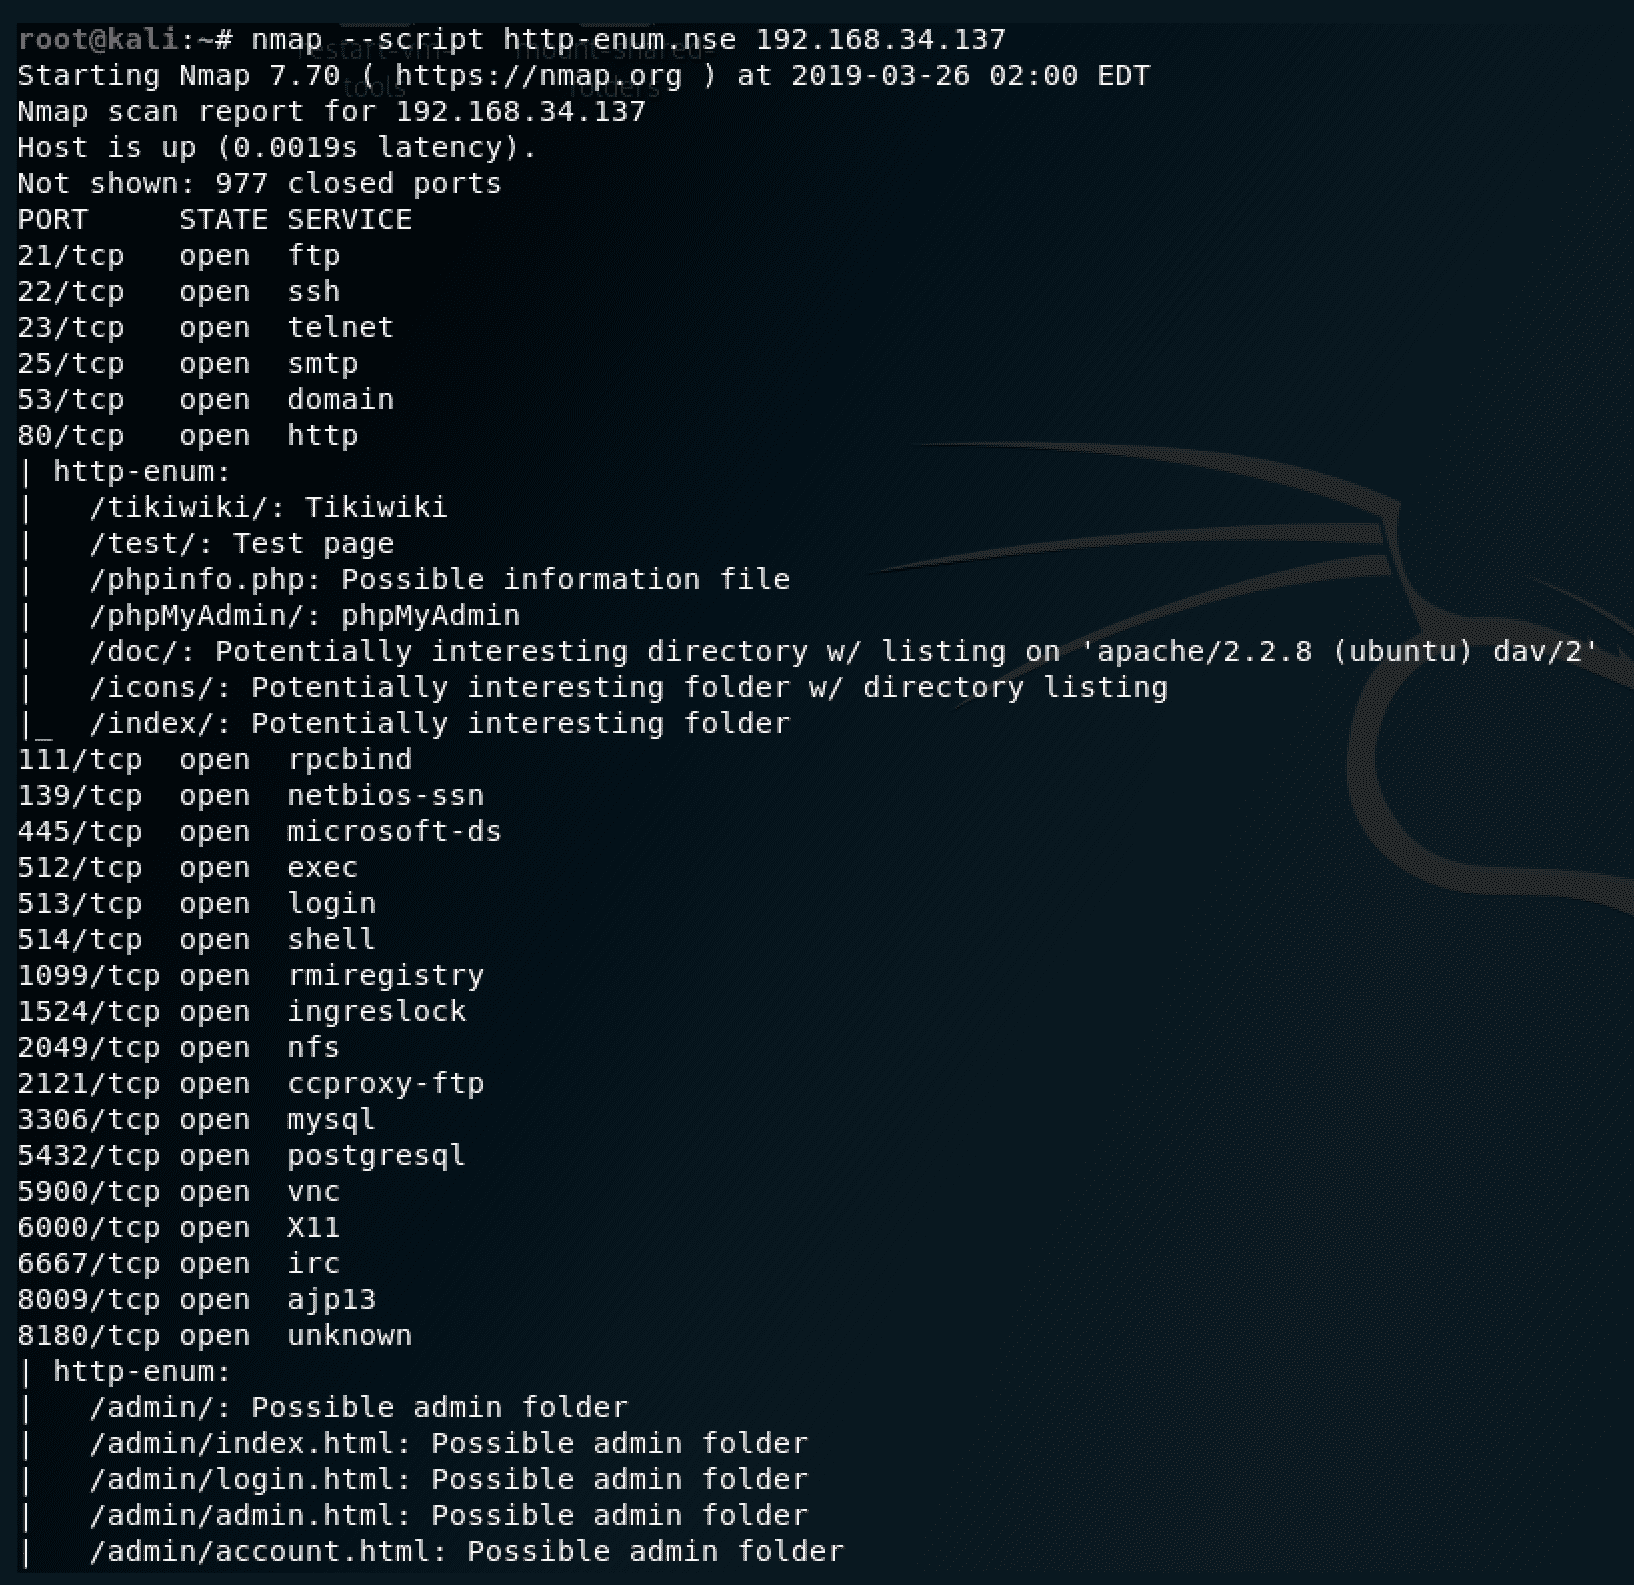 root@kali:~# nmap --script http-enum.nse 192.168.34.137
restart-vm-
tools
mount-shared-
folders
Starting Nmap 7.70 ( https://nmap.org ) at 2019-03-26 02:00 EDT
Nmap scan report for 192.168.34.137
Host is up (0.0019s latency).
Not shown: 977 closed ports
PORT     STATE SERVICE
21/tcp   open  ftp
22/tcp   open  ssh
23/tcp   open  telnet
25/tcp   open  smtp
53/tcp   open  domain
80/tcp   open  http
| http-enum:
|   /tikiwiki/: Tikiwiki
|   /test/: Test page
|   /phpinfo.php: Possible information file
|   /phpMyAdmin/: phpMyAdmin
|   /doc/: Potentially interesting directory w/ listing on 'apache/2.2.8 (ubuntu) dav/2'
|   /icons/: Potentially interesting folder w/ directory listing
|_  /index/: Potentially interesting folder
111/tcp  open  rpcbind
139/tcp  open  netbios-ssn
445/tcp  open  microsoft-ds
512/tcp  open  exec
513/tcp  open  login
514/tcp  open  shell
1099/tcp open  rmiregistry
1524/tcp open  ingreslock
2049/tcp open  nfs
2121/tcp open  ccproxy-ftp
3306/tcp open  mysql
5432/tcp open  postgresql
5900/tcp open  vnc
6000/tcp open  X11
6667/tcp open  irc
8009/tcp open  ajp13
8180/tcp open  unknown
| http-enum:
|   /admin/: Possible admin folder
|   /admin/index.html: Possible admin folder
|   /admin/login.html: Possible admin folder
|   /admin/admin.html: Possible admin folder
|   /admin/account.html: Possible admin folder